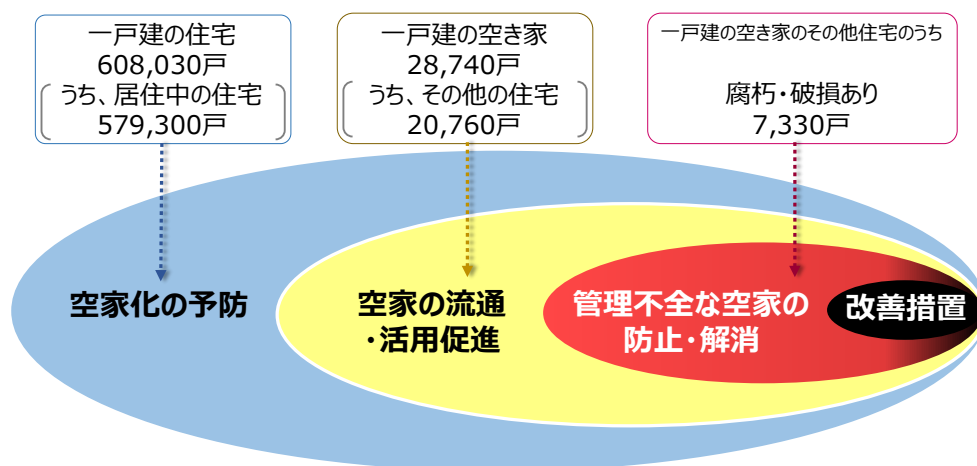 一戸建の住宅
608,030戸
うち、居住中の住宅
579,300戸
一戸建の空き家
28,740戸
うち、その他の住宅
20,760戸
一戸建の空き家のその他住宅のうち
腐朽・破損あり
7,330戸
空家化の予防
空家の流通
・活用促進
管理不全な空家の
防止・解消
改善措置